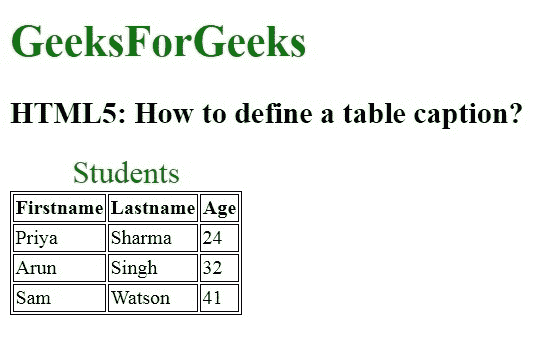 GeeksForGeeks
HTML5: How to define a table caption?
Students
Firstname Lastname Age
Priya Sharma 24
Arun Singh 32
Sam Watson 41